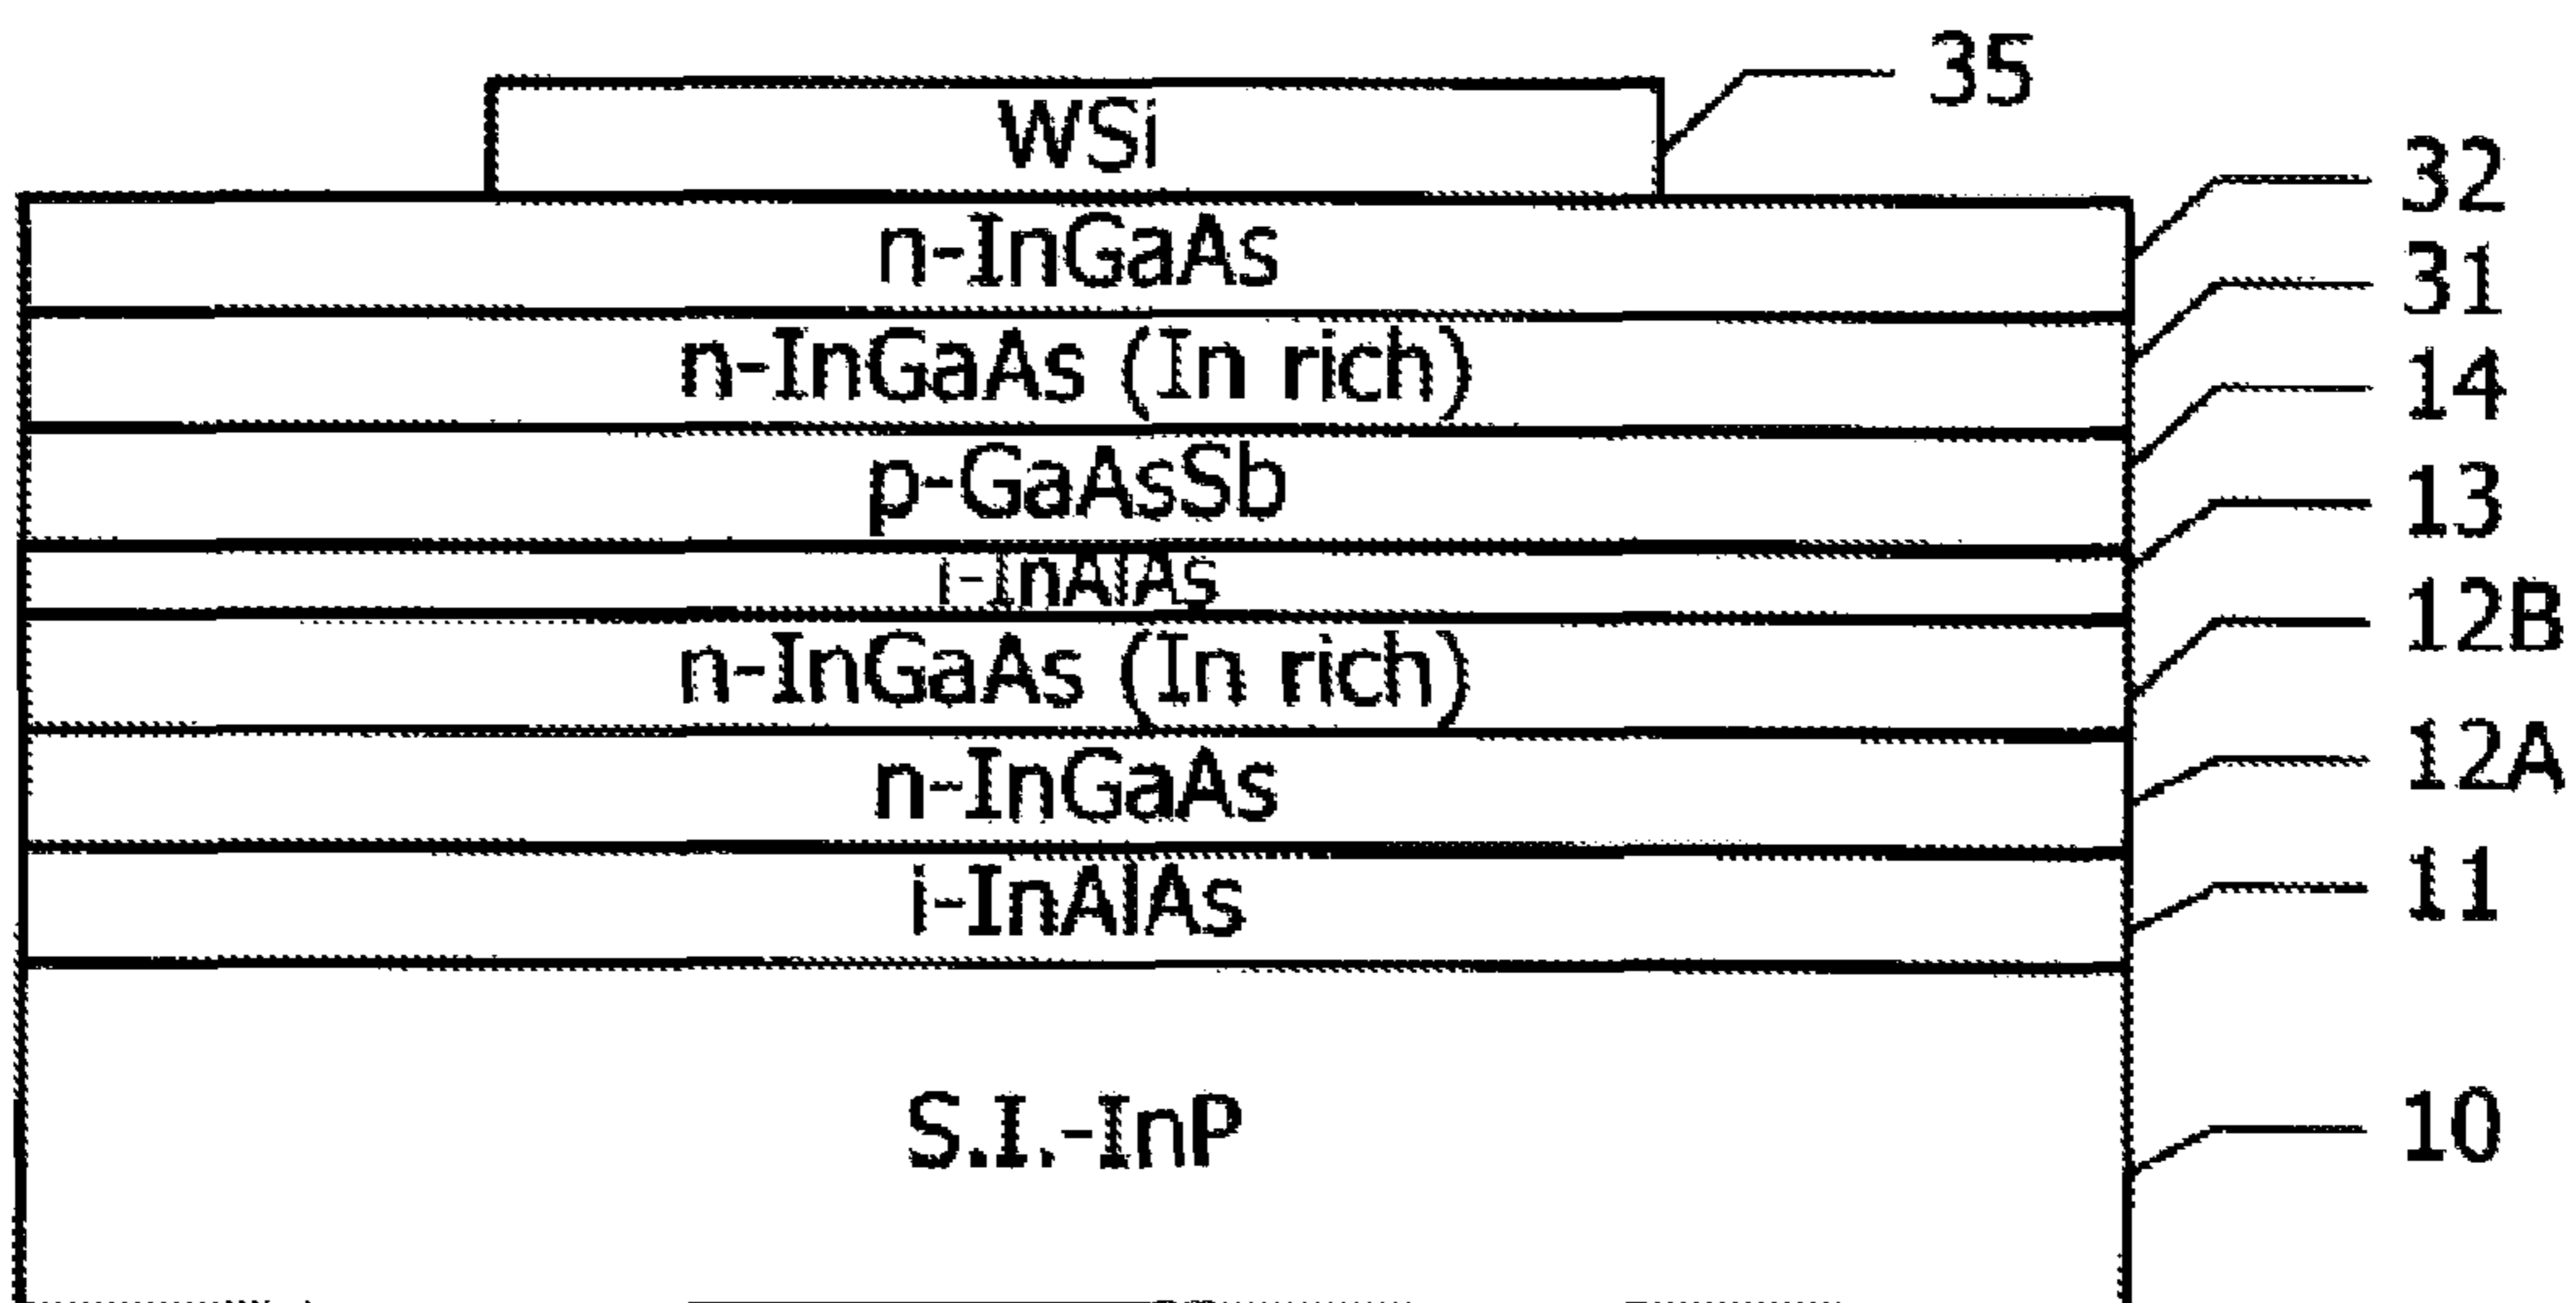 WSi 35
n-InGaAs 32
n-InGaAs (In rich) 31
p-GaAsSb 14
i-InAlAs 13
n-InGaAs (In rich) 12B
n-InGaAs 12A
i-InAlAs 11
S.I.-InP 10